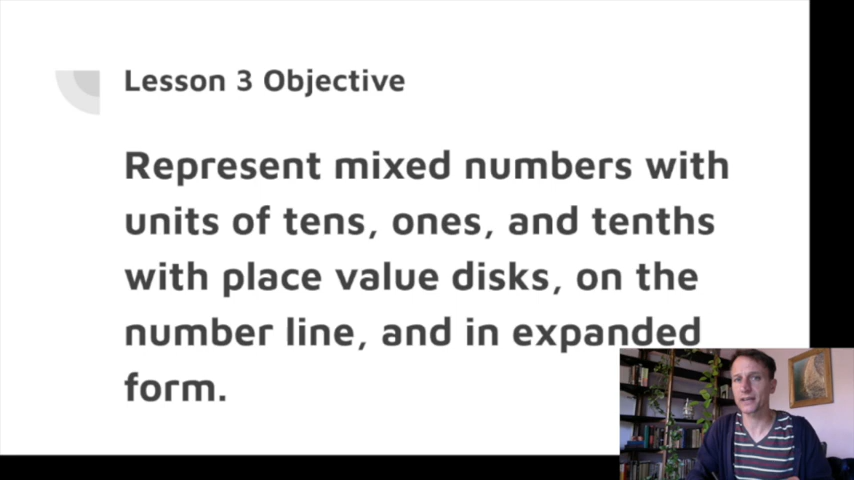 Lesson 3 Objective
Represent mixed numbers with
units of tens, ones, and tenths
with place value disks, on the
number line, and in expanded
form.